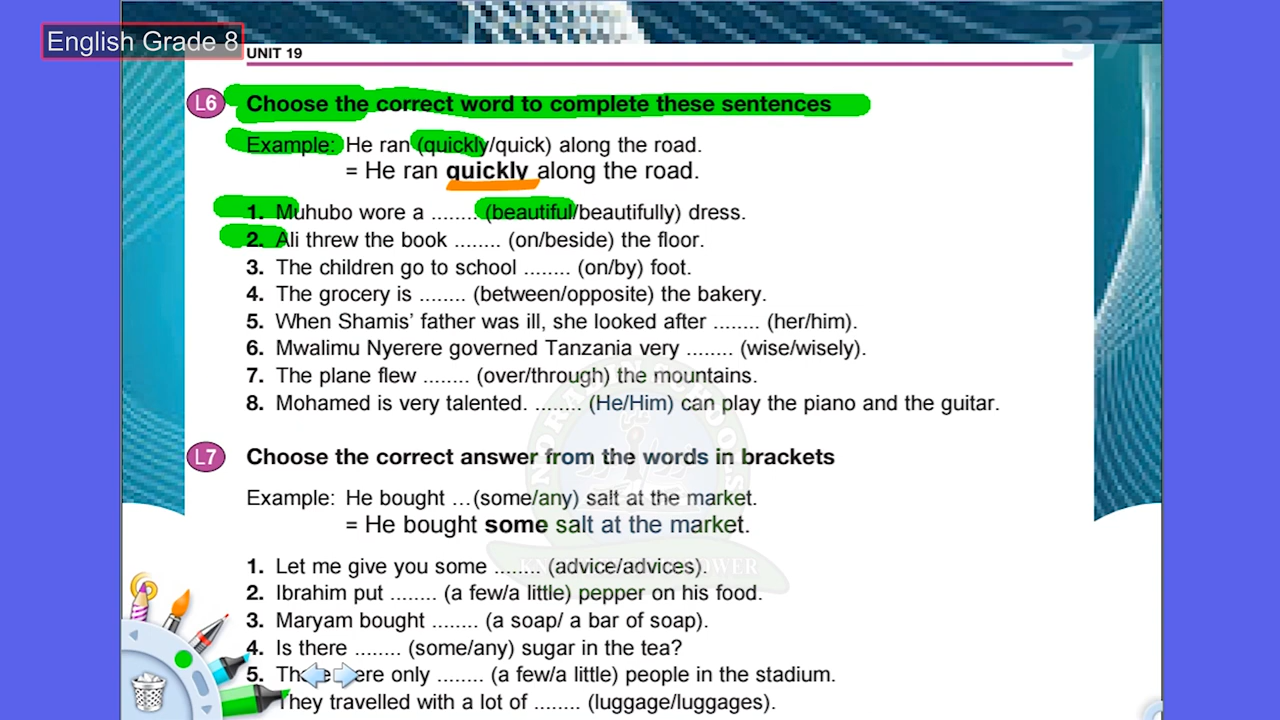 English Grade 8
37
UNIT 19
L6 Choose the correct word to complete these sentences
Example: He ran (quickly/quick) along the road.
= He ran quickly along the road.
1. Muhubo wore a ........ (beautiful/beautifully) dress.
2. Ali threw the book ........ (on/beside) the floor.
3. The children go to school ........ (on/by) foot.
4. The grocery is ........ (between/opposite) the bakery.
5. When Shamis' father was ill, she looked after ........ (her/him).
6. Mwalimu Nyerere governed Tanzania very ........ (wise/wisely).
7. The plane flew ........ (over/through) the mountains.
8. Mohamed is very talented. ........ (He/Him) can play the piano and the guitar.
L7 Choose the correct answer from the words in brackets
Example: He bought ...(some/any) salt at the market.
= He bought some salt at the market.
1. Let me give you some ........ (advice/advices).
2. Ibrahim put ........ (a few/a little) pepper on his food.
3. Maryam bought ........ (a soap/ a bar of soap).
4. Is there ........ (some/any) sugar in the tea?
5. only ........ (a few/a little) people in the stadium.
They travelled with a lot of ........ (luggage/luggages).